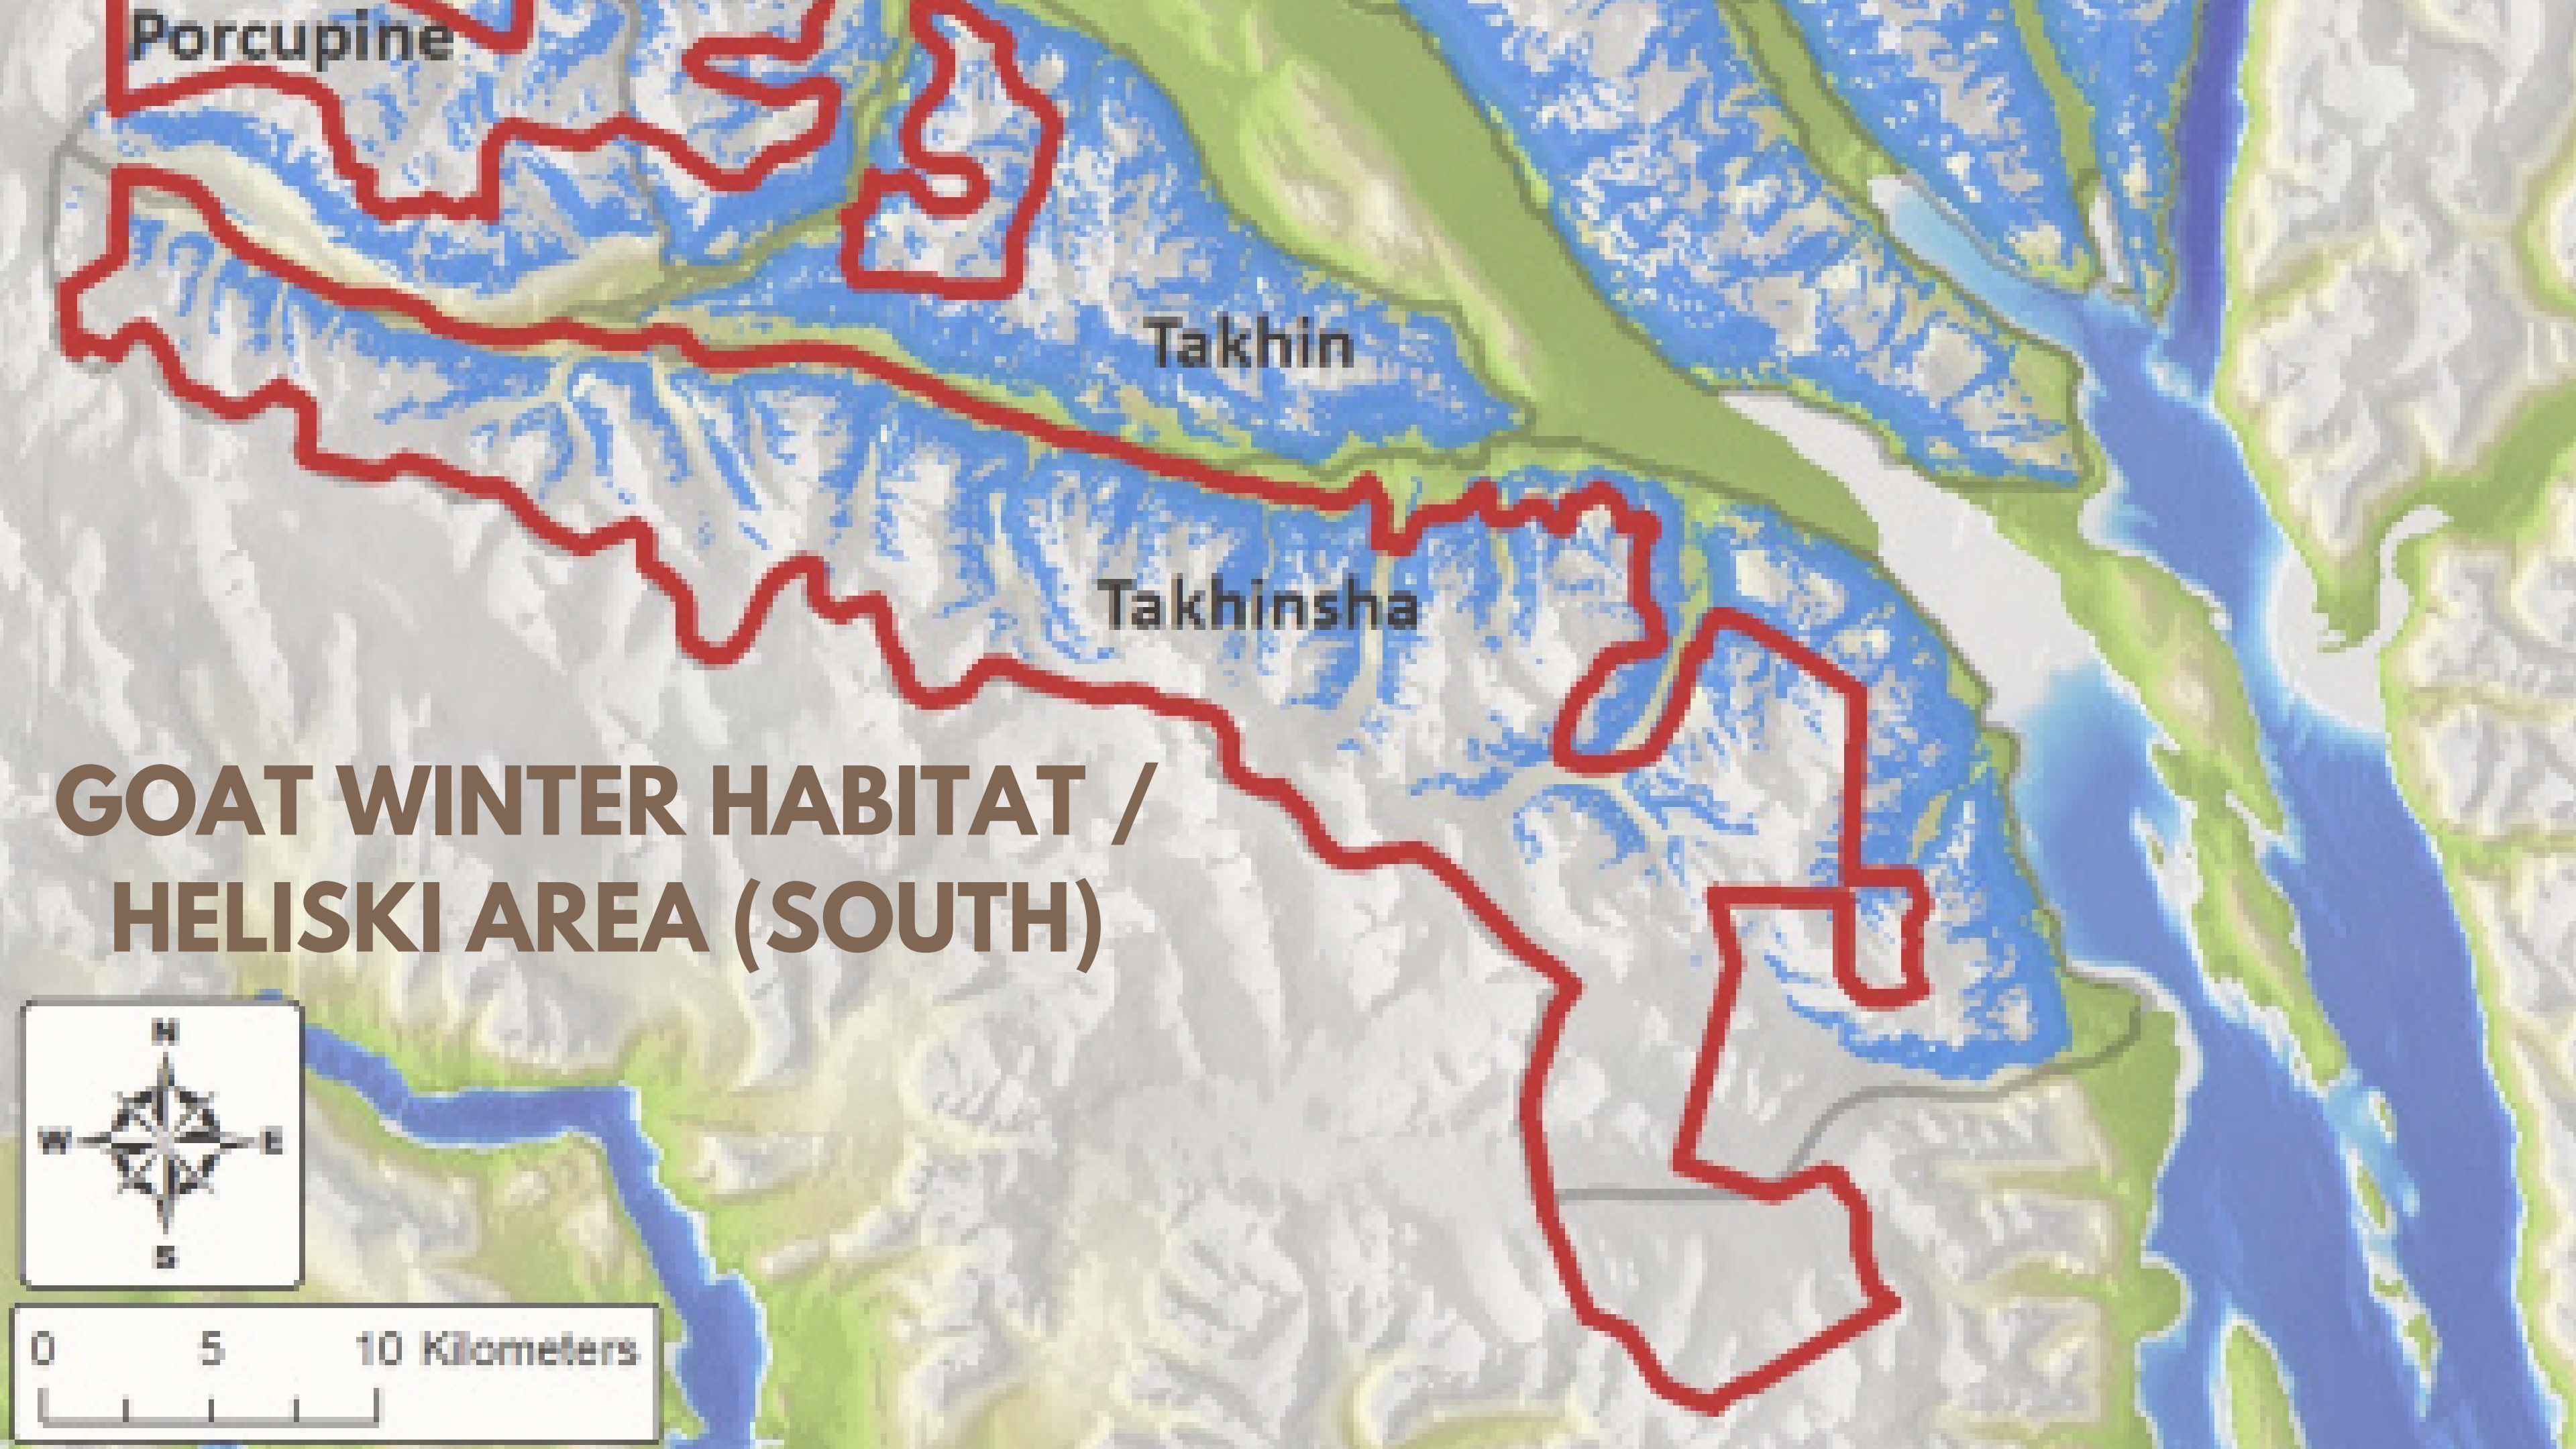 Porcupine
Takhin
Takhinsha
GOAT WINTER HABITAT /
HELISKI AREA (SOUTH)
N
W E
S
0 5 10 Kilometers